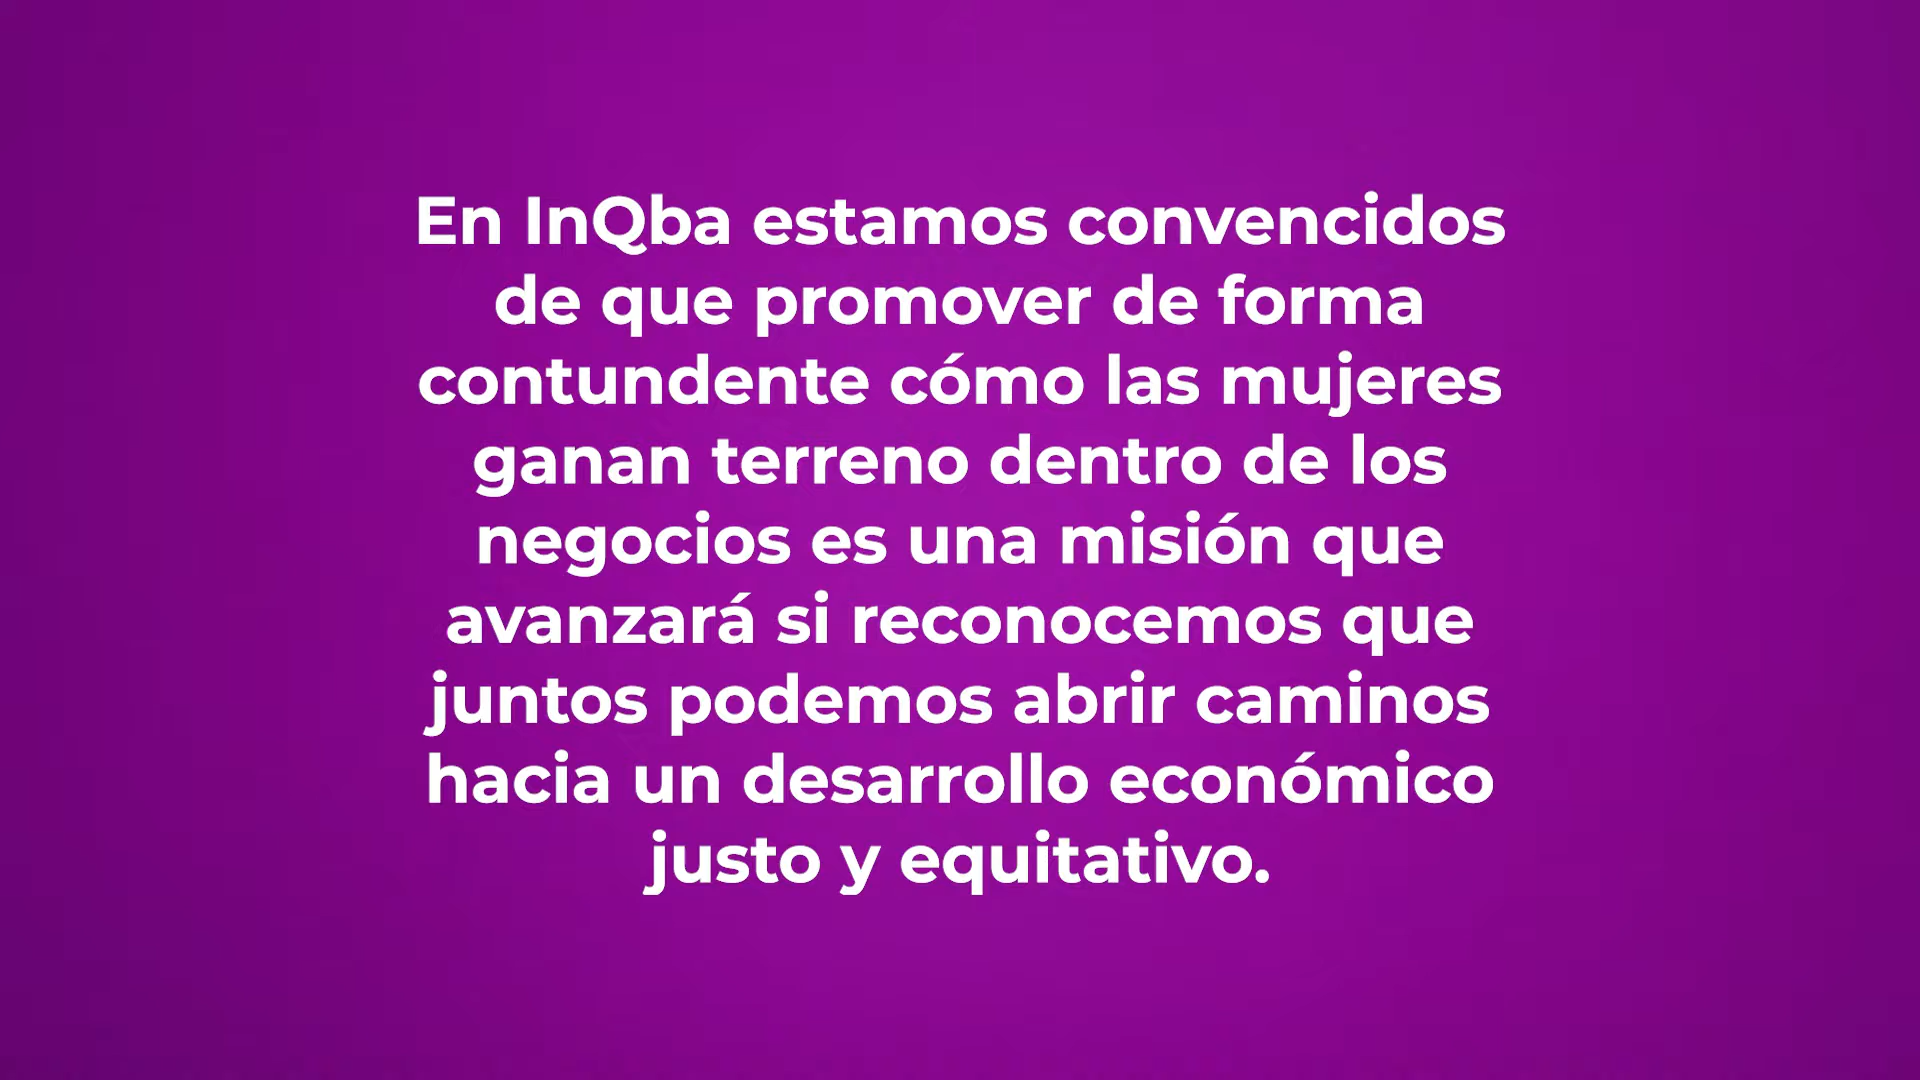 En InQba estamos convencidos
de que promover de forma
contundente cómo las mujeres
ganan terreno dentro de los
negocios es una misión que
avanzará si reconocemos que
juntos podemos abrir caminos
hacia un desarrollo económico
justo y equitativo.